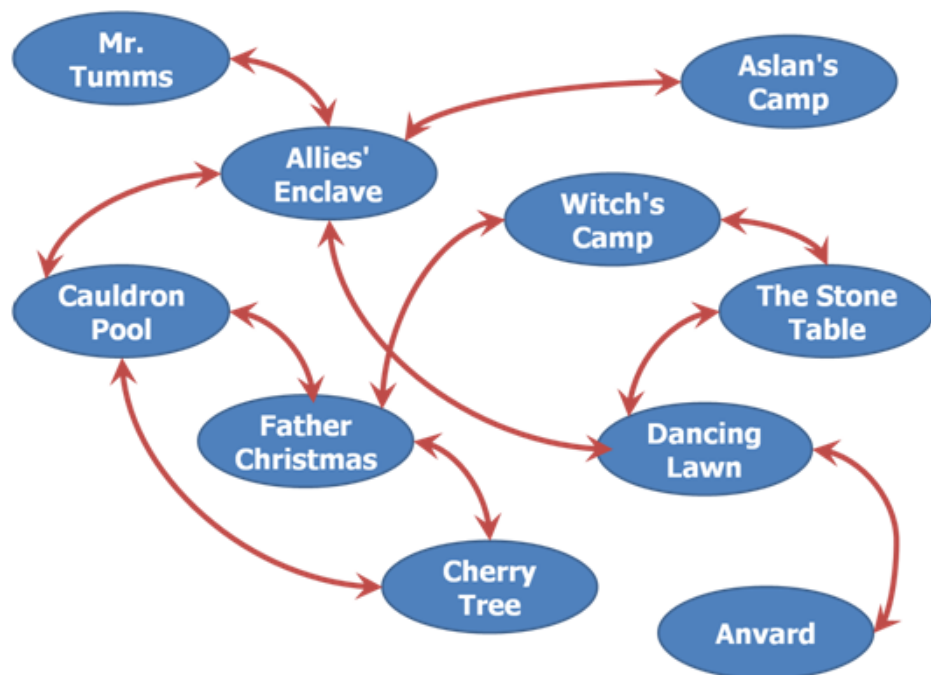 Mr.
Tumms
Aslan's
Camp
Allies'
Enclave
Witch's
Camp
Cauldron
Pool
The Stone
Table
Father
Christmas
Dancing
Lawn
Cherry
Tree
Anvard